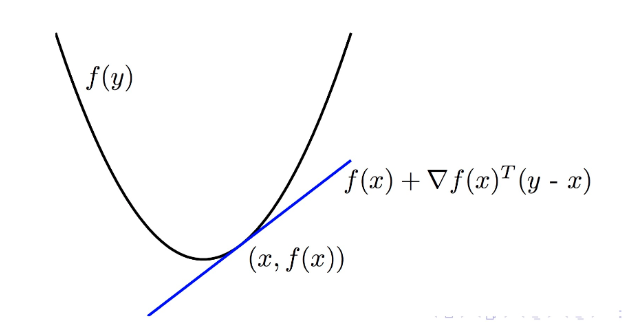 f(y)
f(x) + ∇f(x)^T(y - x)
(x, f(x))